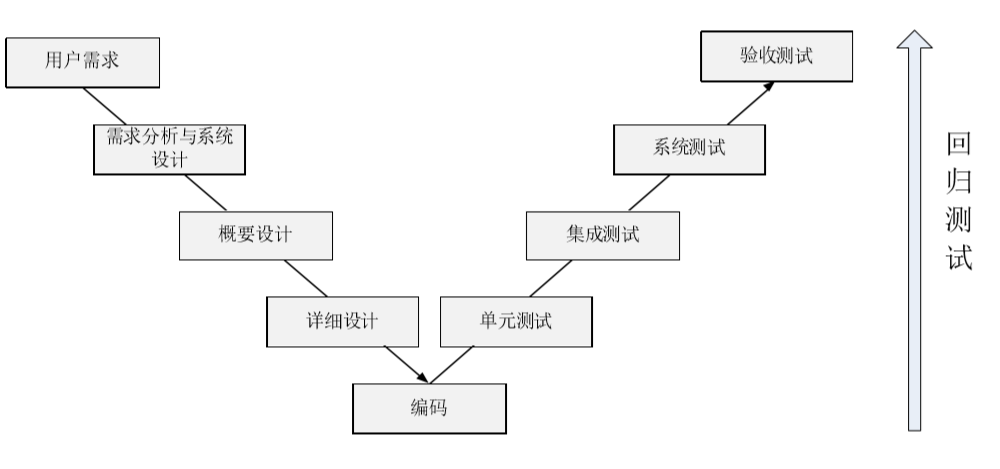 用户需求
验收测试
需求分析与系统
设计
系统测试
概要设计
集成测试
详细设计
单元测试
编码
回
归
测
试